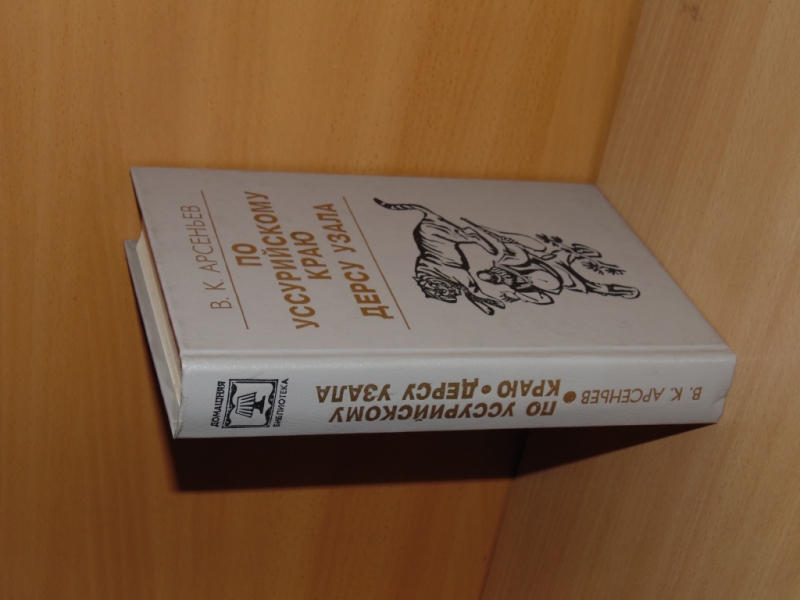 В. К. АРСЕНЬЕВ
ПО
УССУРИЙСКОМУ
КРАЮ
ДЕРСУ УЗАЛА
В. К. АРСЕНЬЕВ • ПО УССУРИЙСКОМУ
КРАЮ • ДЕРСУ УЗАЛА
ДОМАШНЯЯ
БИБЛИОТЕКА